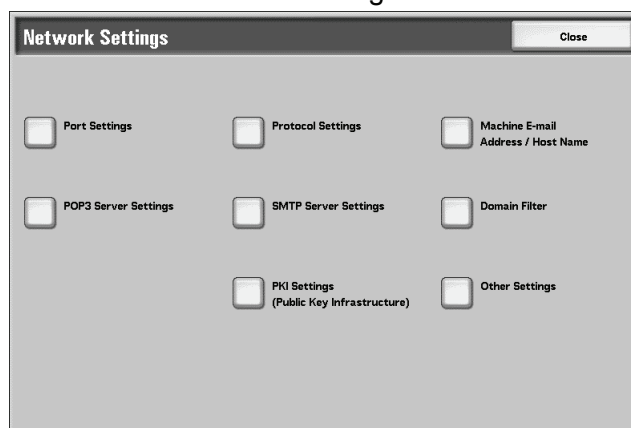 Network Settings
Close
Port Settings
Protocol Settings
Machine E-mail
Address / Host Name
POP3 Server Settings
SMTP Server Settings
Domain Filter
PKI Settings
(Public Key Infrastructure)
Other Settings